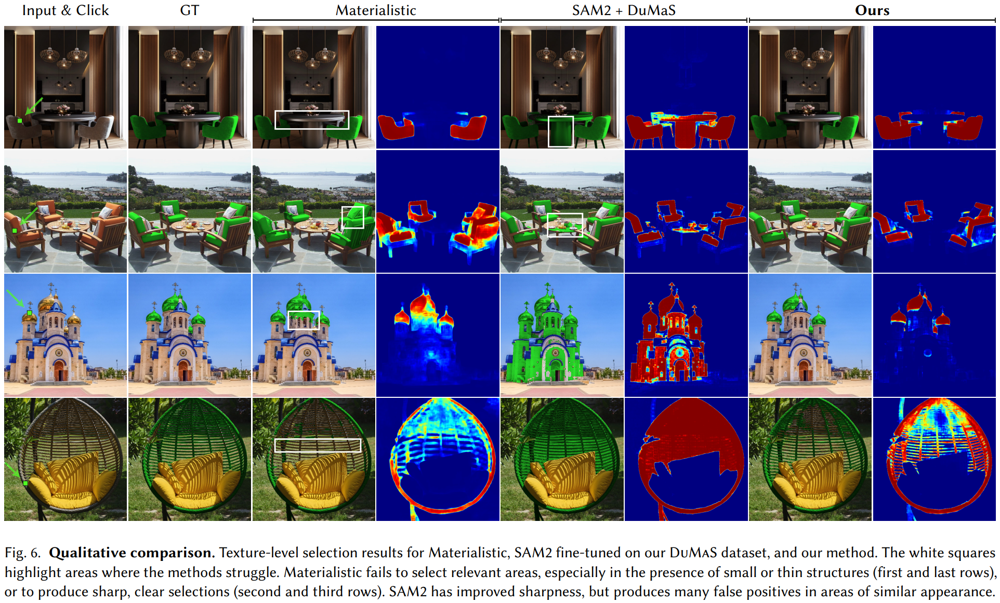 Input & Click GT Materialistic SAM2 + DuMaS Ours
Fig. 6. Qualitative comparison. Texture-level selection results for Materialistic, SAM2 fine-tuned on our DuMaS dataset, and our method. The white squares
highlight areas where the methods struggle. Materialistic fails to select relevant areas, especially in the presence of small or thin structures (first and last rows),
or to produce sharp, clear selections (second and third rows). SAM2 has improved sharpness, but produces many false positives in areas of similar appearance.